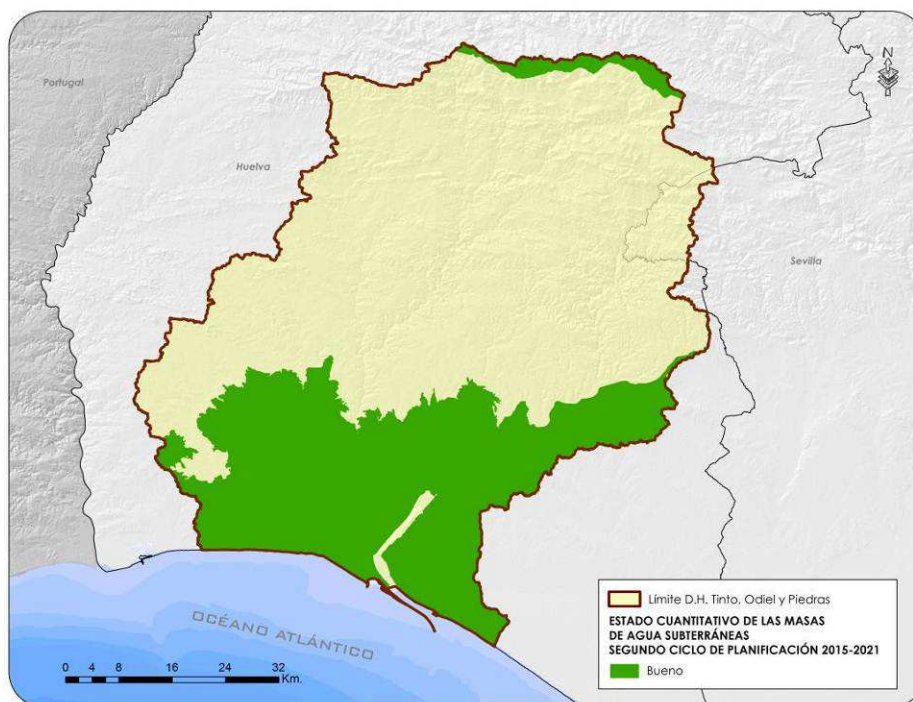 Portugal
N
Huelva
Sevilla
OCÉANO ATLÁNTICO
0 4 8 16 24 32
Km.
Límite D.H. Tinto, Odiel y Piedras
ESTADO CUANTITATIVO DE LAS MASAS
DE AGUA SUBTERRÁNEAS
SEGUNDO CICLO DE PLANIFICACIÓN 2015-2021
Bueno